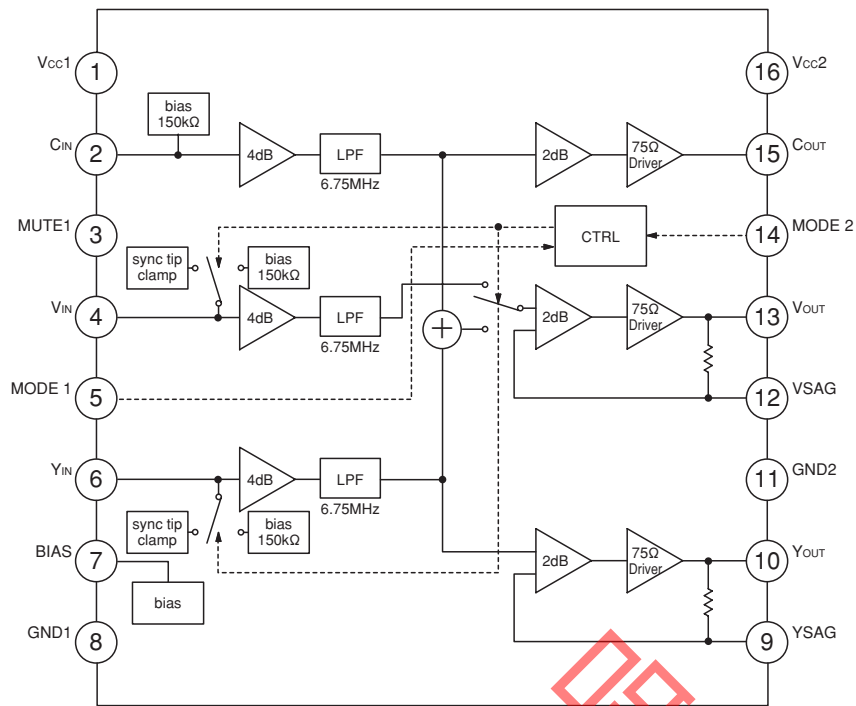 Vcc1
1
16
Vcc2
bias
150kΩ
CIN
2
4dB
LPF
6.75MHz
2dB
75Ω
Driver
15
COUT
MUTE1
3
CTRL
14
MODE 2
sync tip
clamp
bias
150kΩ
VIN
4
4dB
LPF
6.75MHz
+
2dB
75Ω
Driver
13
VOUT
MODE 1
5
12
VSAG
YIN
6
4dB
LPF
6.75MHz
11
GND2
sync tip
clamp
bias
150kΩ
BIAS
7
bias
2dB
75Ω
Driver
10
YOUT
GND1
8
9
YSAG